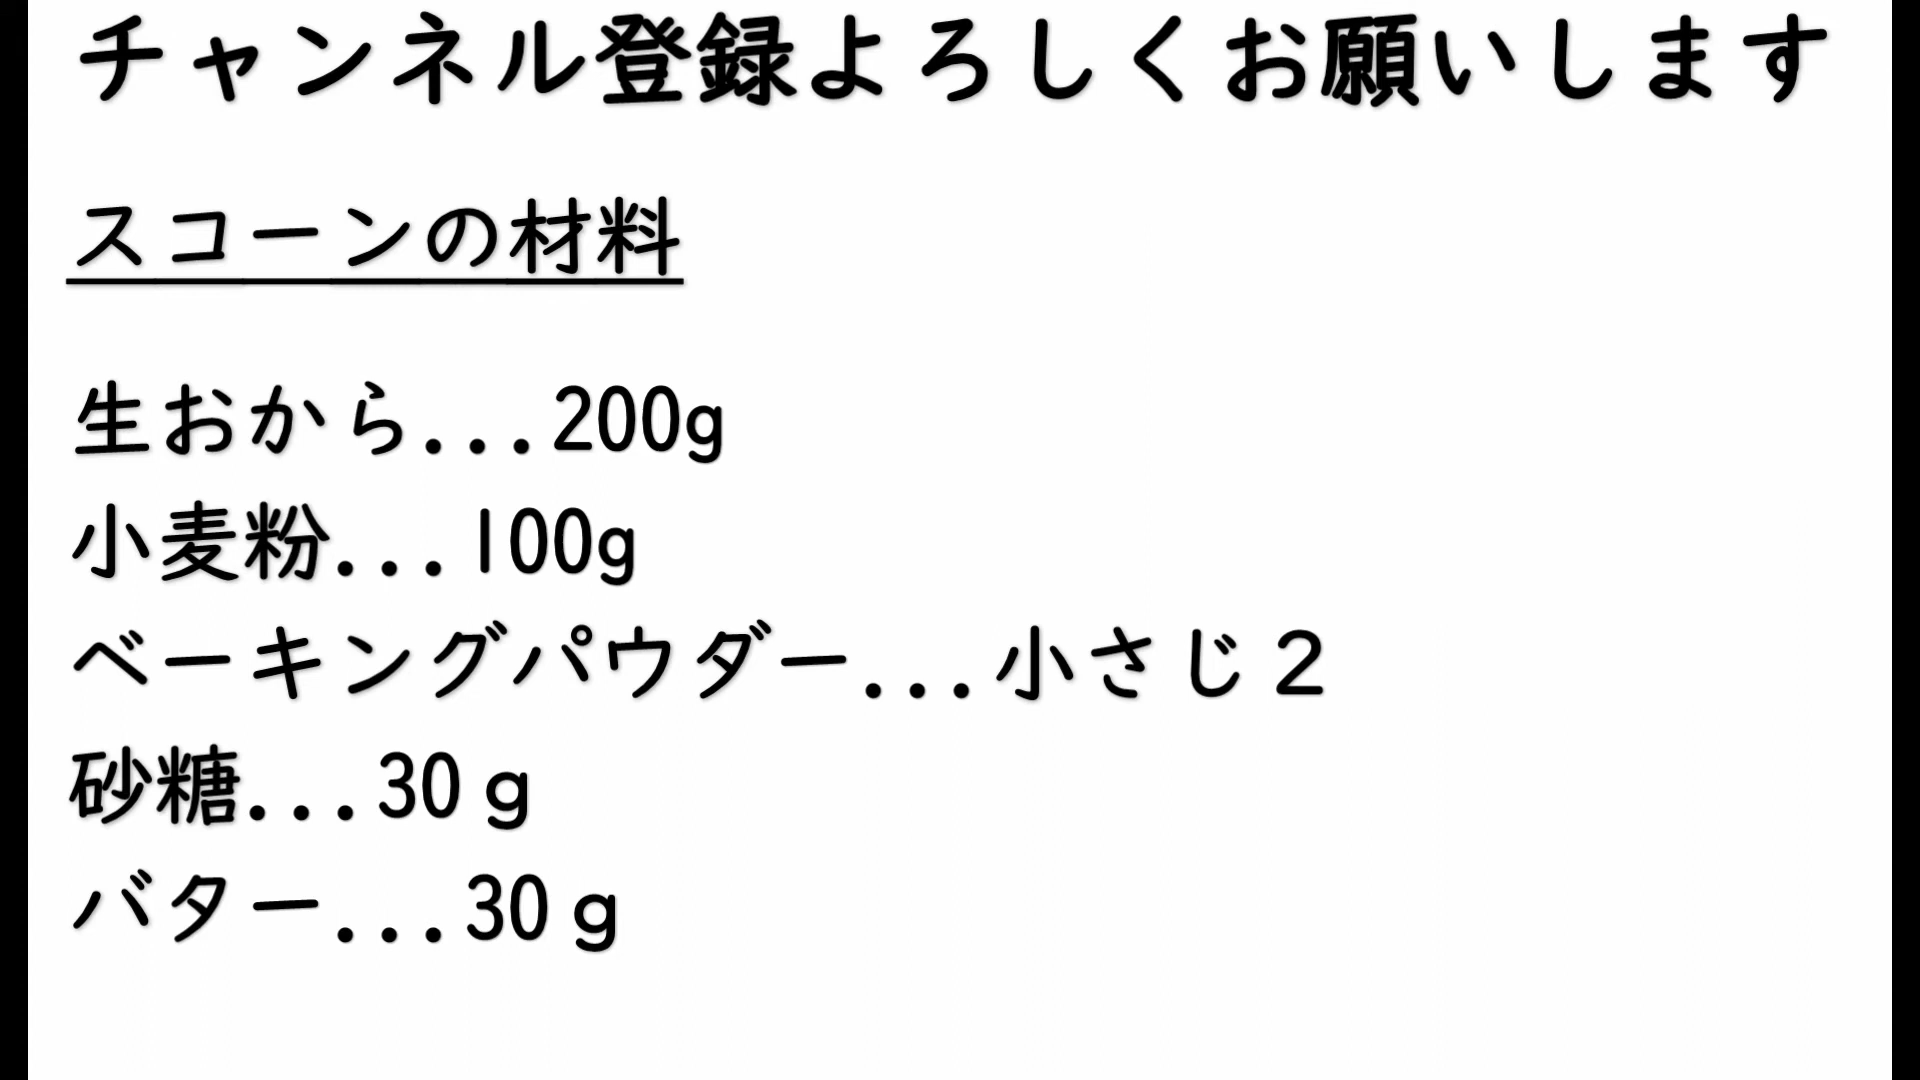 チャンネル登録よろしくお願いします
スコーンの材料
生おから...200g
小麦粉...100g
ベーキングパウダー...小さじ２
砂糖...30ｇ
バター...30ｇ